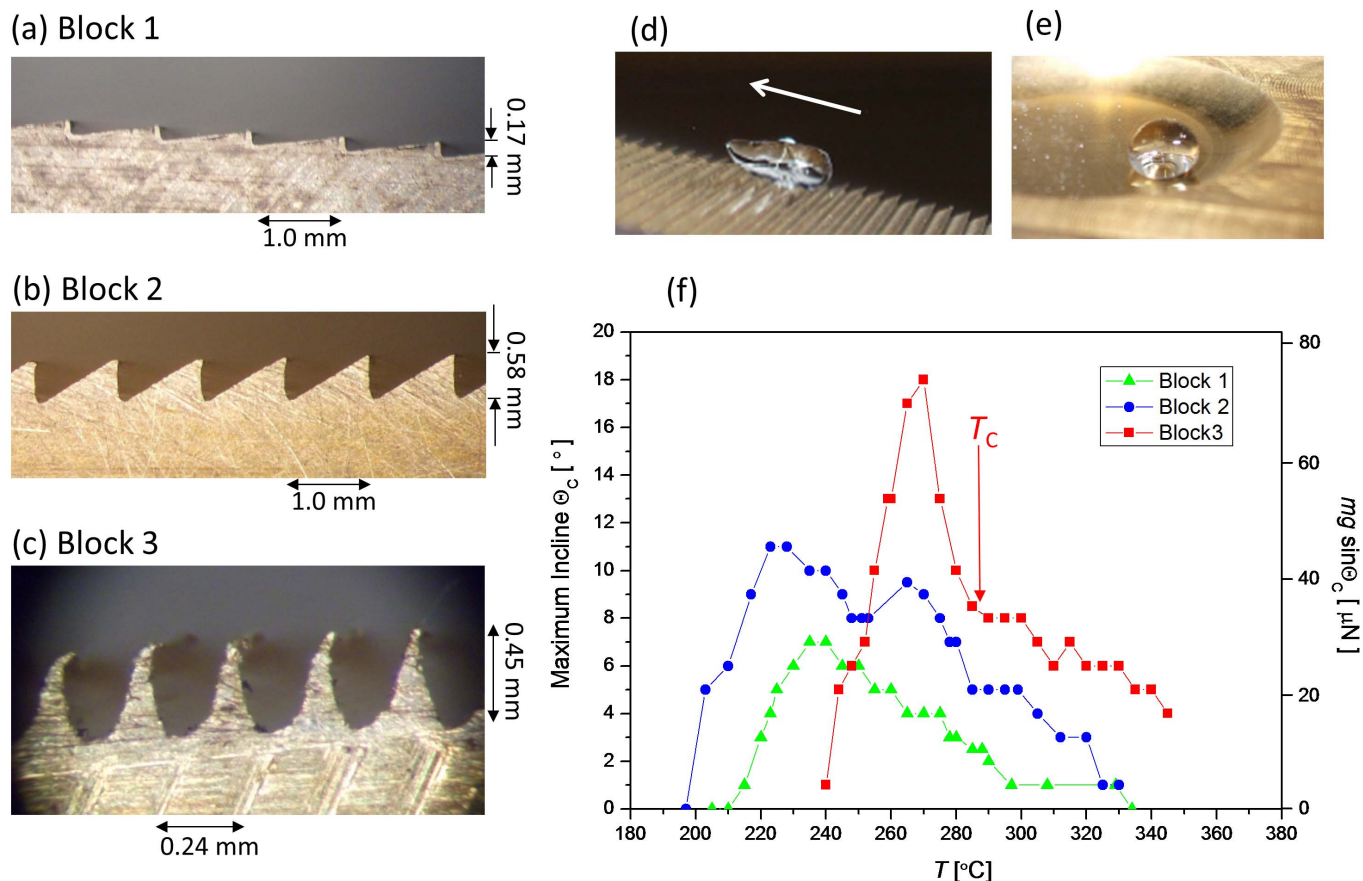 (a) Block 1
0.17 mm
1.0 mm
(b) Block 2
0.58 mm
1.0 mm
(c) Block 3
0.45 mm
0.24 mm
(d)
(e)
(f)
20
18
16
14
12
10
8
6
4
2
0
Maximum Incline Θc [ ° ]
180 200 220 240 260 280 300 320 340 360 380
T [°C]
80
60
40
20
0
mg sinΘc [ μN ]
Tc
Block 1
Block 2
Block3